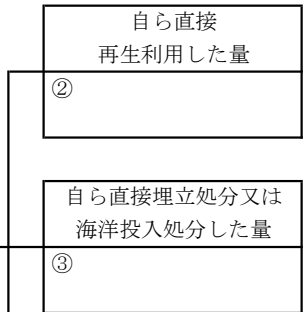 自ら直接
再生利用した量
②
自ら直接埋立処分又は
海洋投入処分した量
③